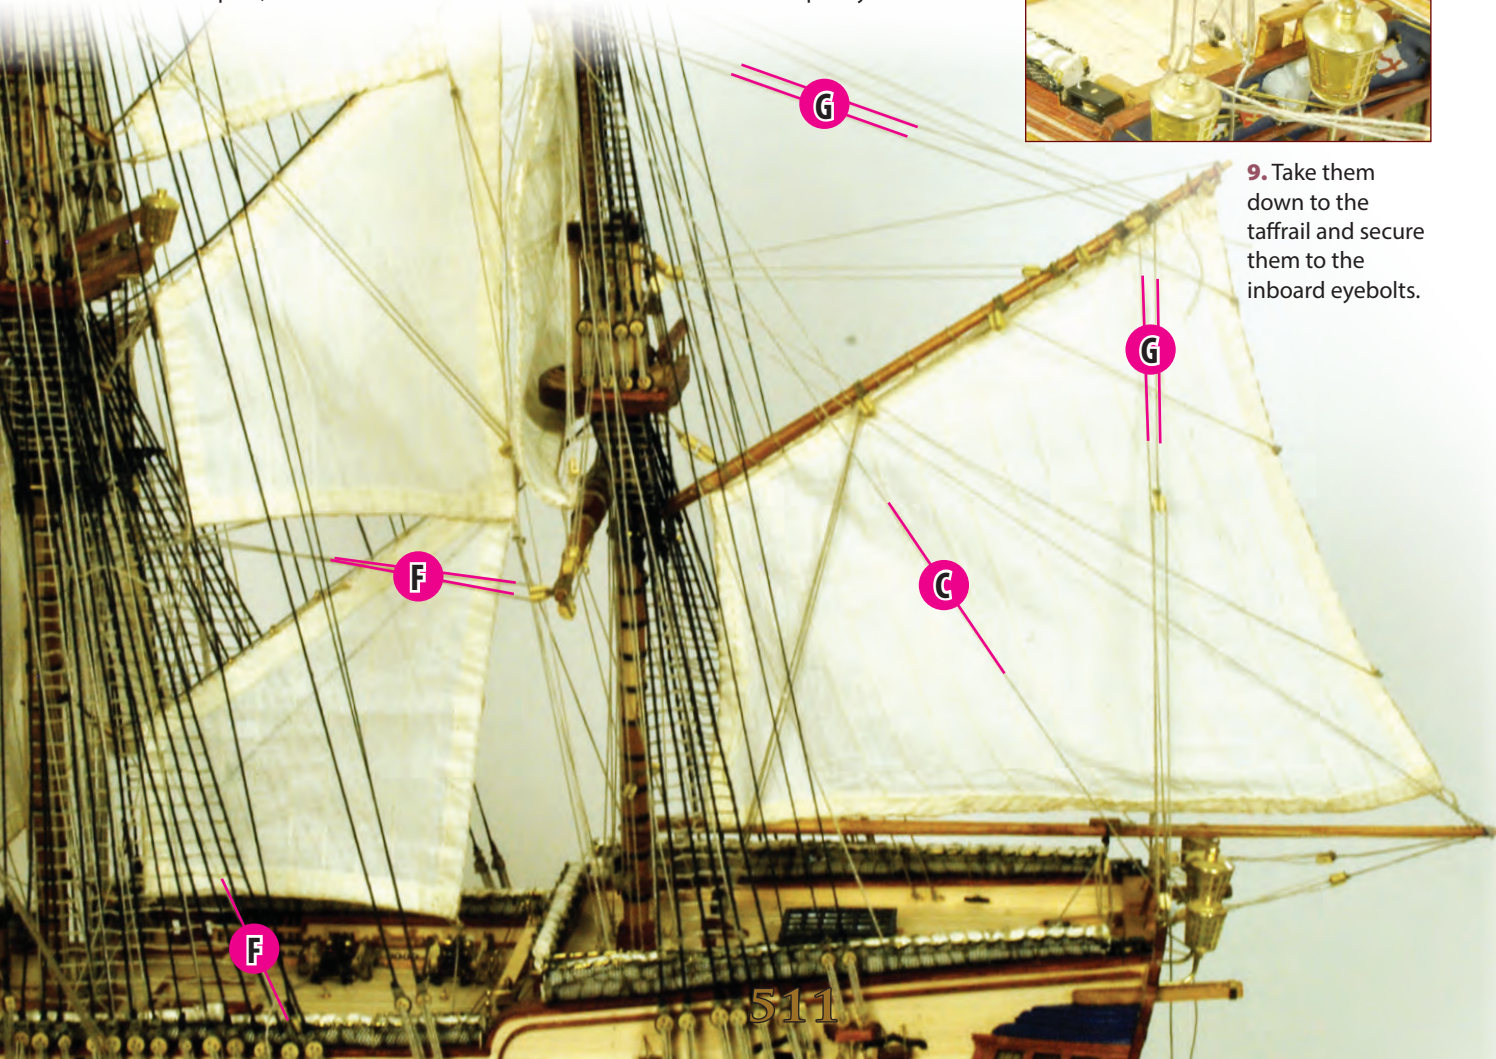 G
9. Take them
down to the
taffrail and secure
them to the
inboard eyebolts.
G
F
C
F
511